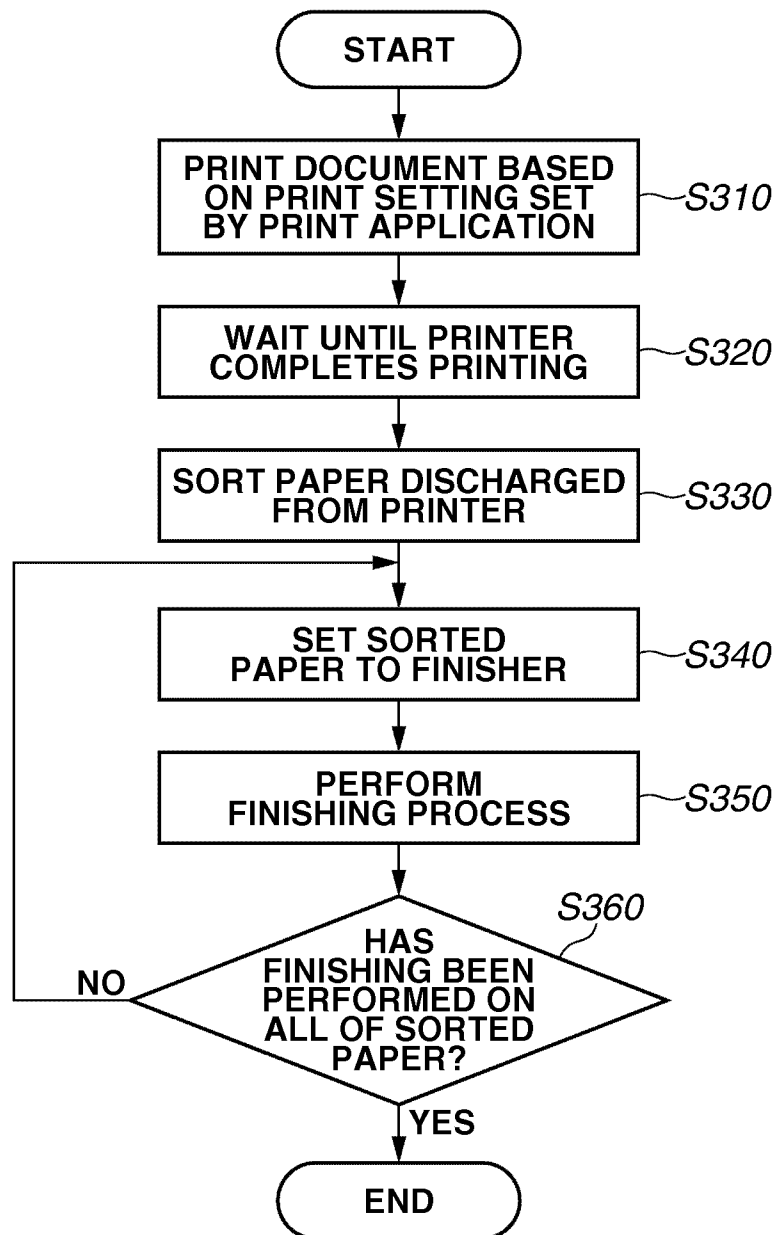 START
PRINT DOCUMENT BASED
ON PRINT SETTING SET
BY PRINT APPLICATION
S310
WAIT UNTIL PRINTER
COMPLETES PRINTING
S320
SORT PAPER DISCHARGED
FROM PRINTER
S330
SET SORTED
PAPER TO FINISHER
S340
PERFORM
FINISHING PROCESS
S350
S360
HAS
FINISHING BEEN
PERFORMED ON
ALL OF SORTED
PAPER?
NO
YES
END